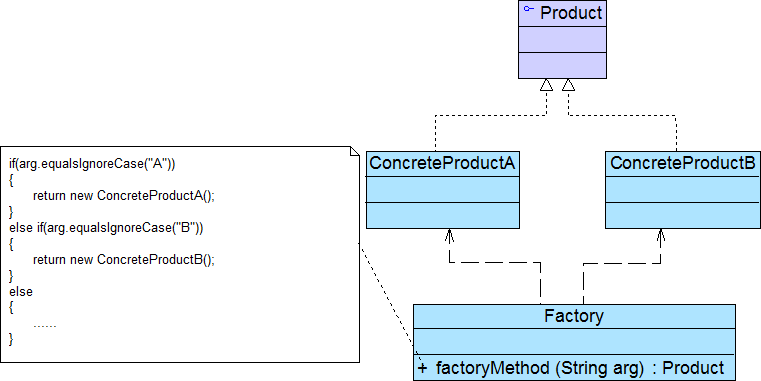 Product
ConcreteProductA
ConcreteProductB
if(arg.equalsIgnoreCase("A"))
{
return new ConcreteProductA();
}
else if(arg.equalsIgnoreCase("B"))
{
return new ConcreteProductB();
}
else
{
......
}
Factory
+ factoryMethod (String arg) : Product